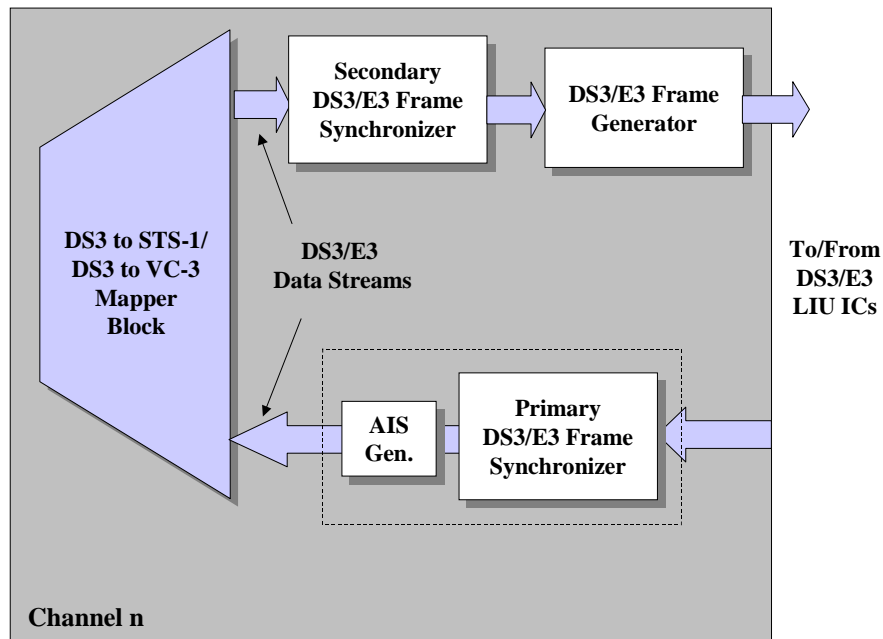 Secondary
DS3/E3 Frame
Synchronizer
DS3/E3 Frame
Generator
DS3 to STS-1/
DS3 to VC-3
Mapper
Block
DS3/E3
Data Streams
To/From
DS3/E3
LIU ICs
AIS
Gen.
Primary
DS3/E3 Frame
Synchronizer
Channel n